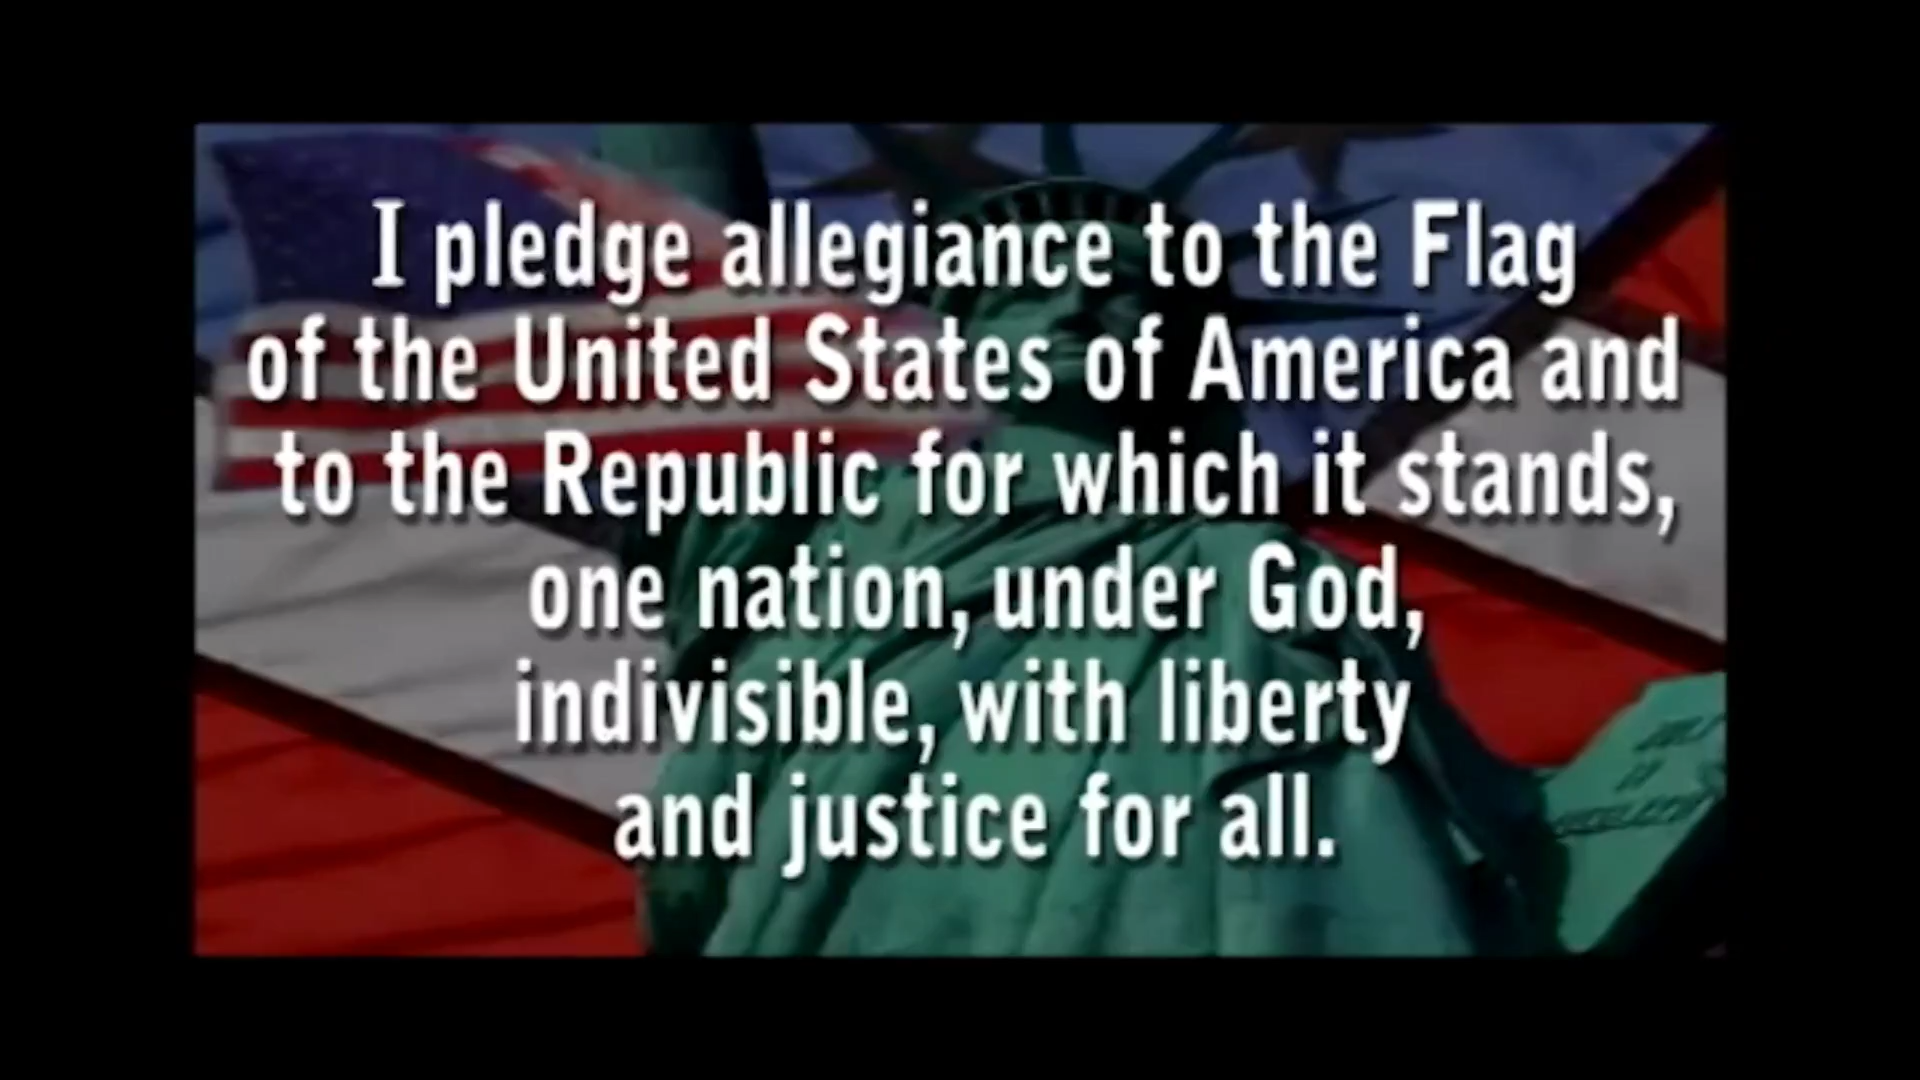 I pledge allegiance to the Flag
of the United States of America and
to the Republic for which it stands,
one nation, under God,
indivisible, with liberty
and justice for all.